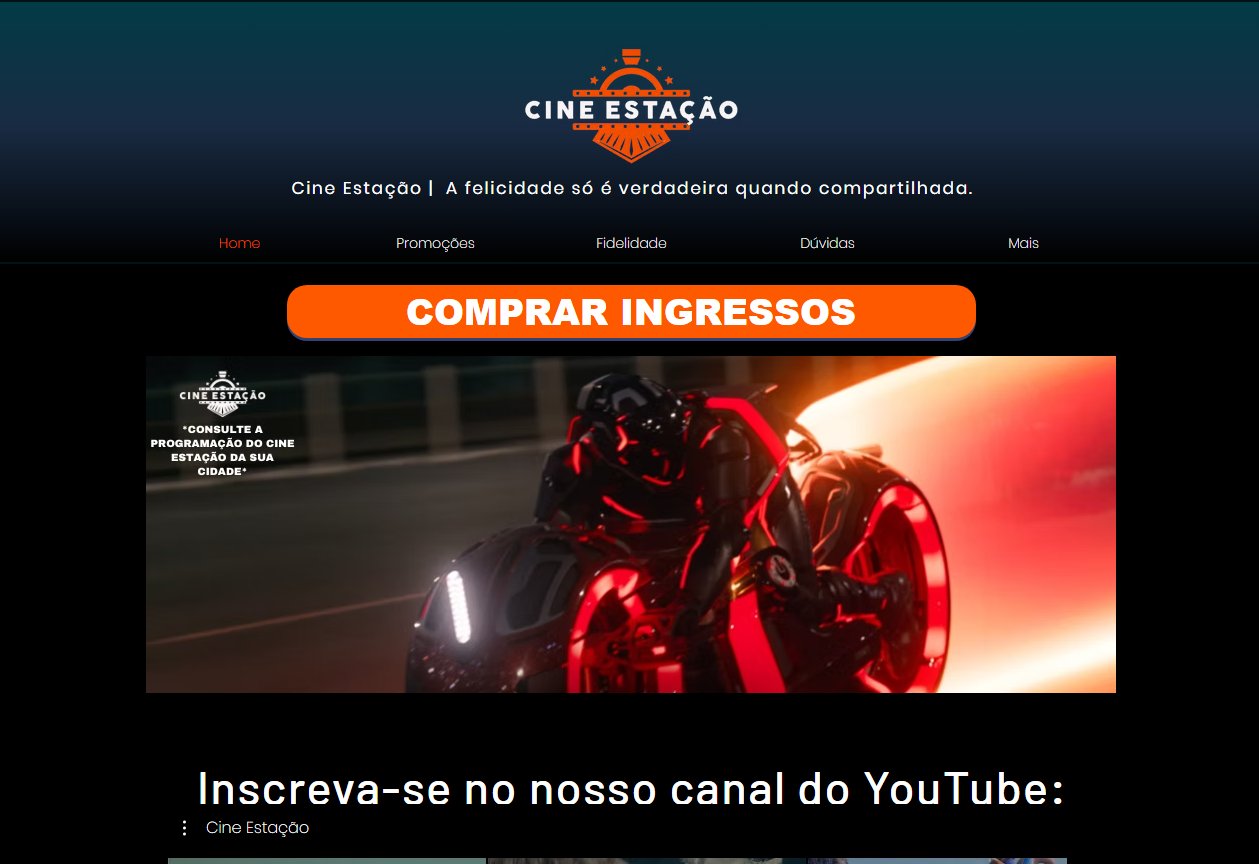 CINE ESTAÇÃO
Cine Estação | A felicidade só é verdadeira quando compartilhada.
Home
Promoções
Fidelidade
Dúvidas
Mais
COMPRAR INGRESSOS
CINE ESTAÇÃO
*CONSULTE A
PROGRAMAÇÃO DO CINE
ESTAÇÃO DA SUA
CIDADE*
Inscreva-se no nosso canal do YouTube:
Cine Estação